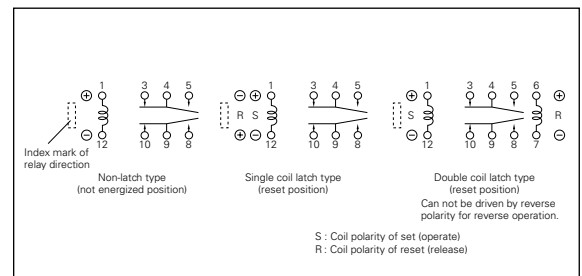 1 3 4 5
⊕
⊖
12 10 9 8
Index mark of
relay direction
Non-latch type
(not energized position)
⊖ ⊕ 1 3 4 5
R S
⊕ ⊖ 12 10 9 8
Single coil latch type
(reset position)
⊕ 1 3 4 5 6 ⊖
S R
⊖ 12 10 9 8 7 ⊕
Double coil latch type
(reset position)
Can not be driven by reverse
polarity for reverse operation.
S : Coil polarity of set (operate)
R : Coil polarity of reset (release)